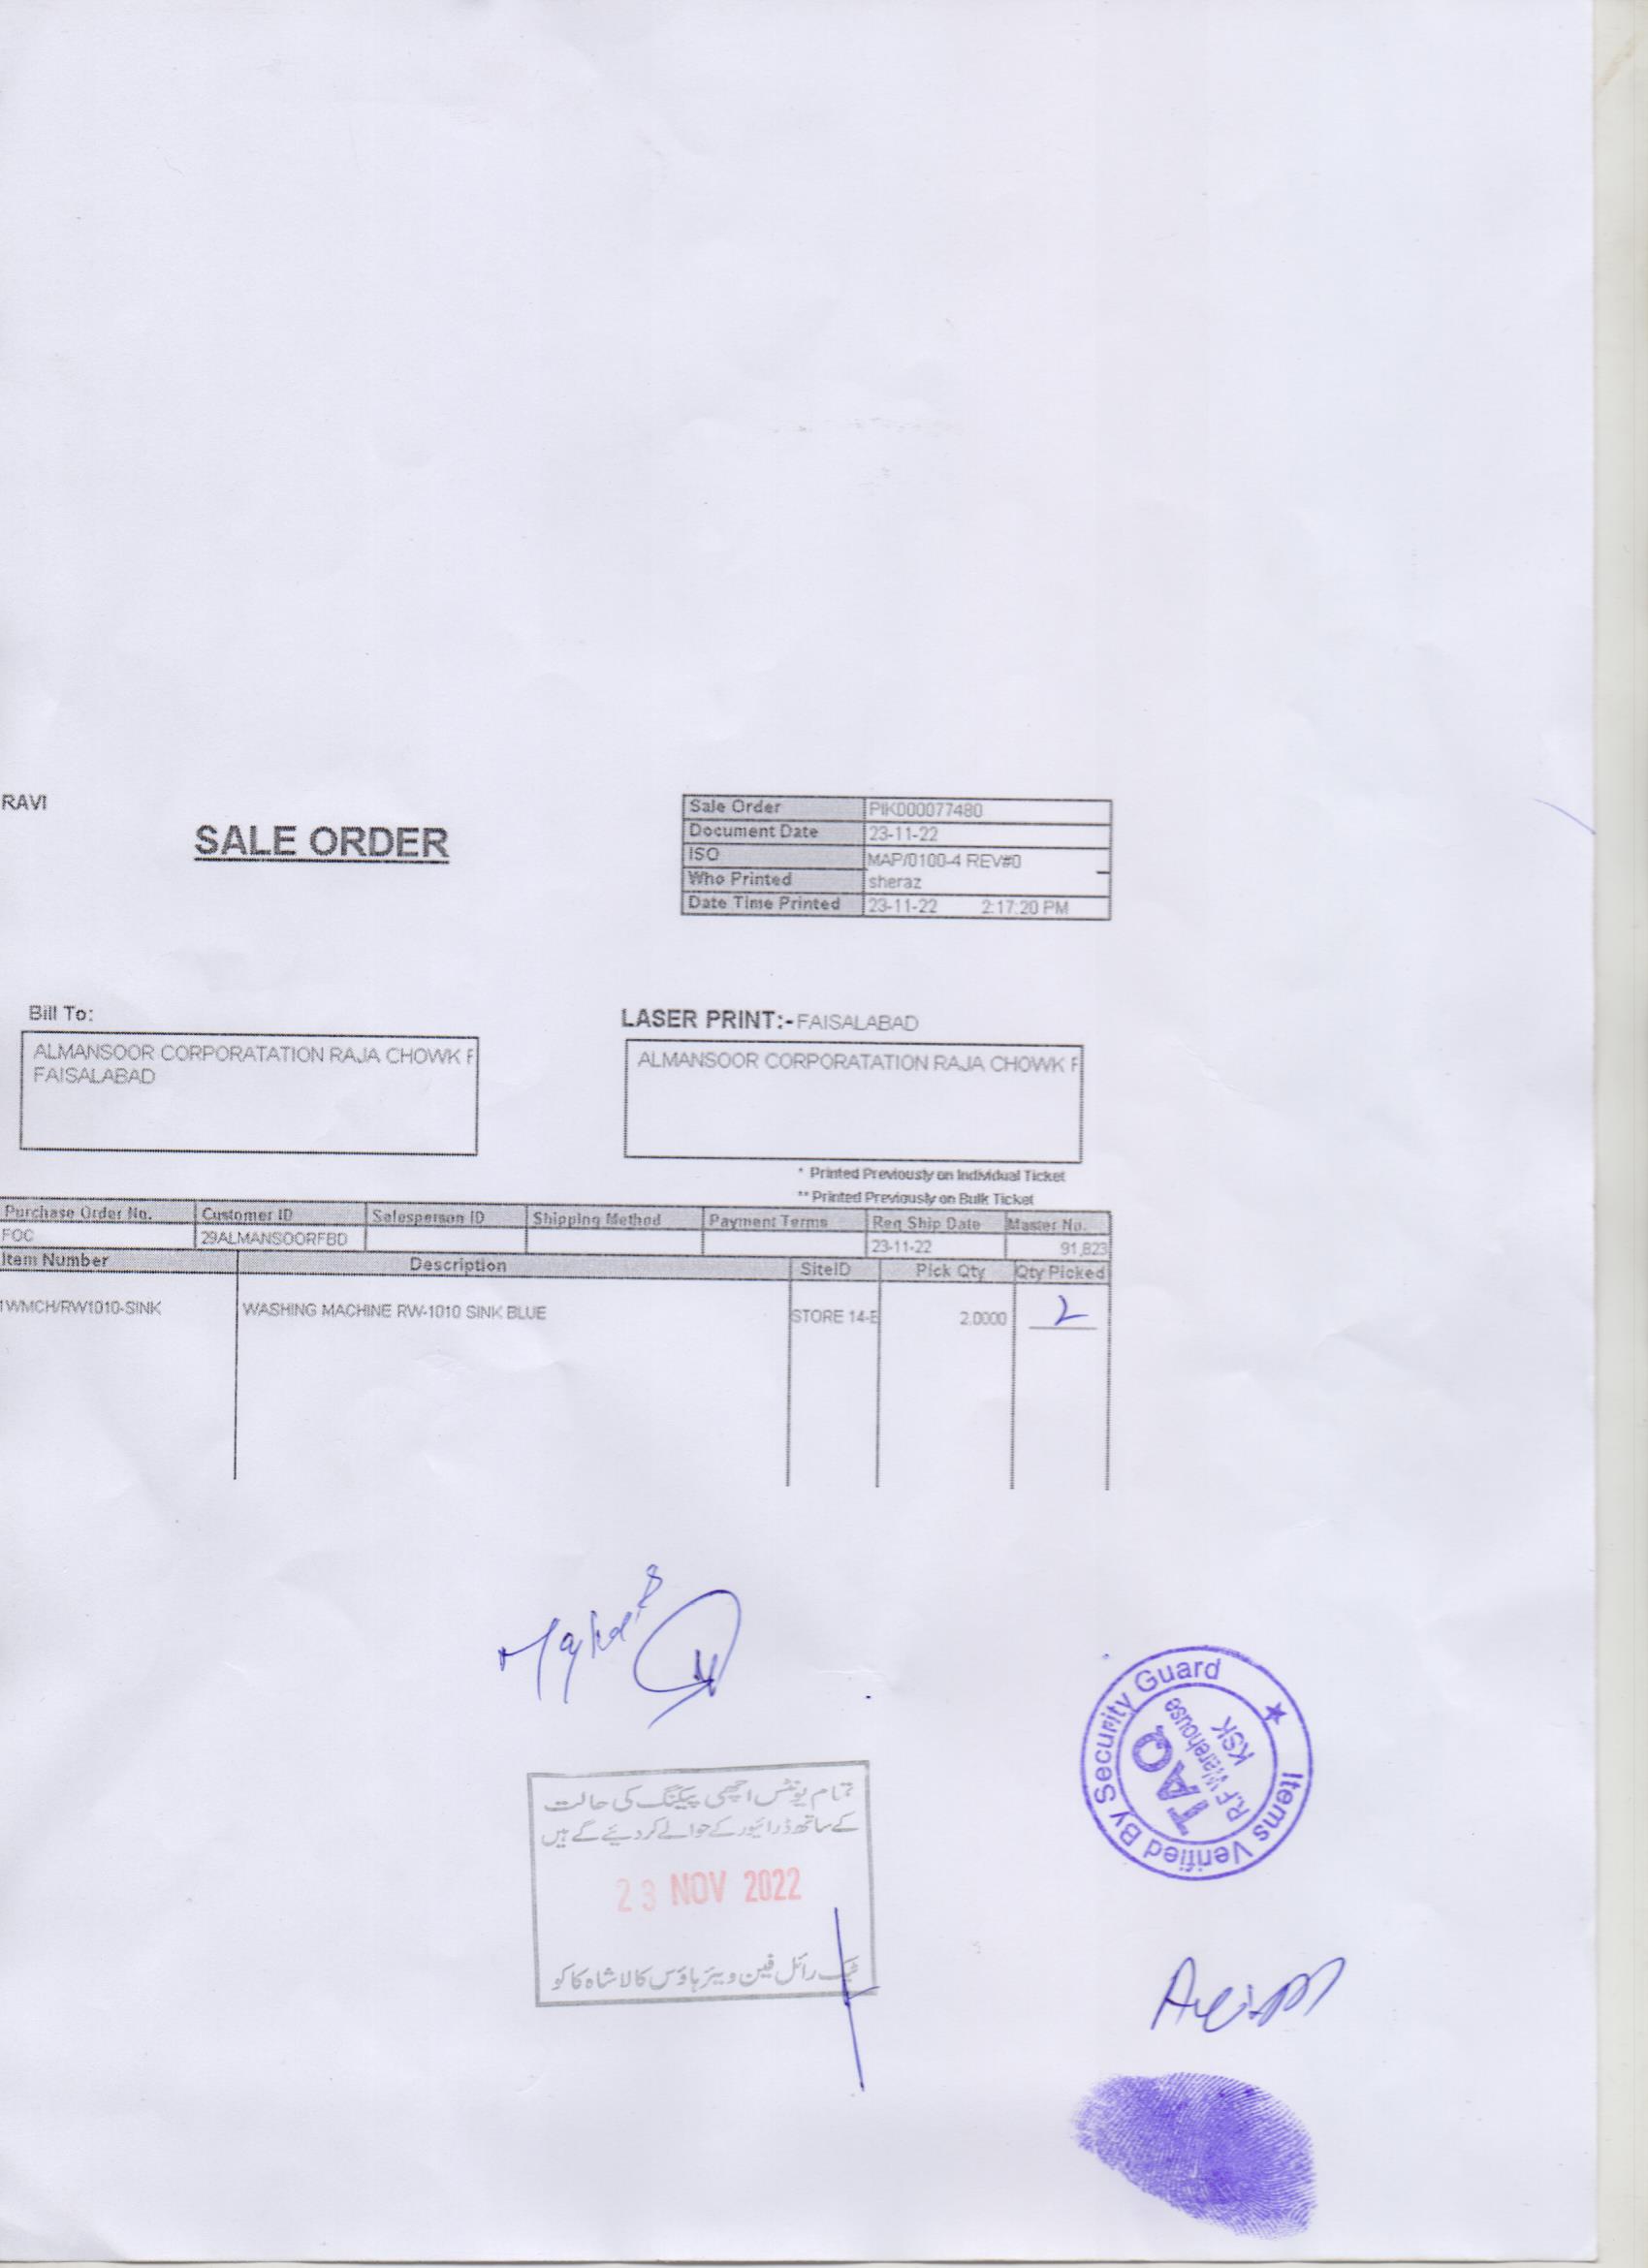 RAVI
SALE ORDER
Sale Order PIK000077480
Document Date 23-11-22
ISO MAP/0100-4 REV#0
Who Printed sheraz
Date Time Printed 23-11-22 2:17:20 PM
Bill To:
ALMANSOOR CORPORATATION RAJA CHOWK F
FAISALABAD
LASER PRINT:- FAISALABAD
ALMANSOOR CORPORATATION RAJA CHOWK F
* Printed Previously on Individual Ticket
** Printed Previously on Bulk Ticket
Purchase Order No. Customer ID Salesperson ID Shipping Method Payment Terms Req Ship Date Master No.
FOC 29ALMANSOORFBD 23-11-22 91,823
Item Number Description SiteID Pick Qty Qty Picked
1WMCH/RW1010-SINK WASHING MACHINE RW-1010 SINK BLUE STORE 14-E 2.0000 2
تمام یونٹس اچھی پیکینگ کی حالت
کے ساتھ ڈرائیور کے حوالے کر دیئے گے ہیں
23 NOV 2022
ٹیک رائل فین ویئر ہاؤس کالا شاہ کاکو
Items Verified By Security Guard
TAQ
R.F Warehouse
KSK